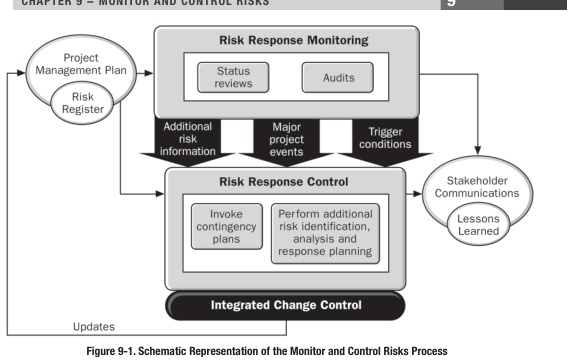 CHAPTER 9 − MONITOR AND CONTROL RISKS
9
Project
Management Plan
Risk
Register
Risk Response Monitoring
Status
reviews
Audits
Additional
risk
information
Major
project
events
Trigger
conditions
Risk Response Control
Invoke
contingency
plans
Perform additional
risk identification,
analysis and
response planning
Stakeholder
Communications
Lessons
Learned
Integrated Change Control
Updates
Figure 9-1. Schematic Representation of the Monitor and Control Risks Process